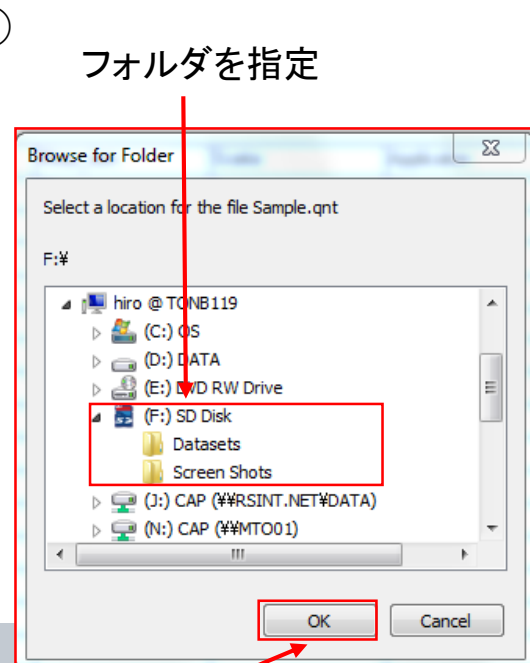 フォルダを指定
Browse for Folder
Select a location for the file Sample.qnt
F:¥
hiro @ TONB119
(C:) OS
(D:) DATA
(E:) DVD RW Drive
(F:) SD Disk
Datasets
Screen Shots
(J:) CAP (¥¥RSINT.NET¥DATA)
(N:) CAP (¥¥MTO01)
OK Cancel